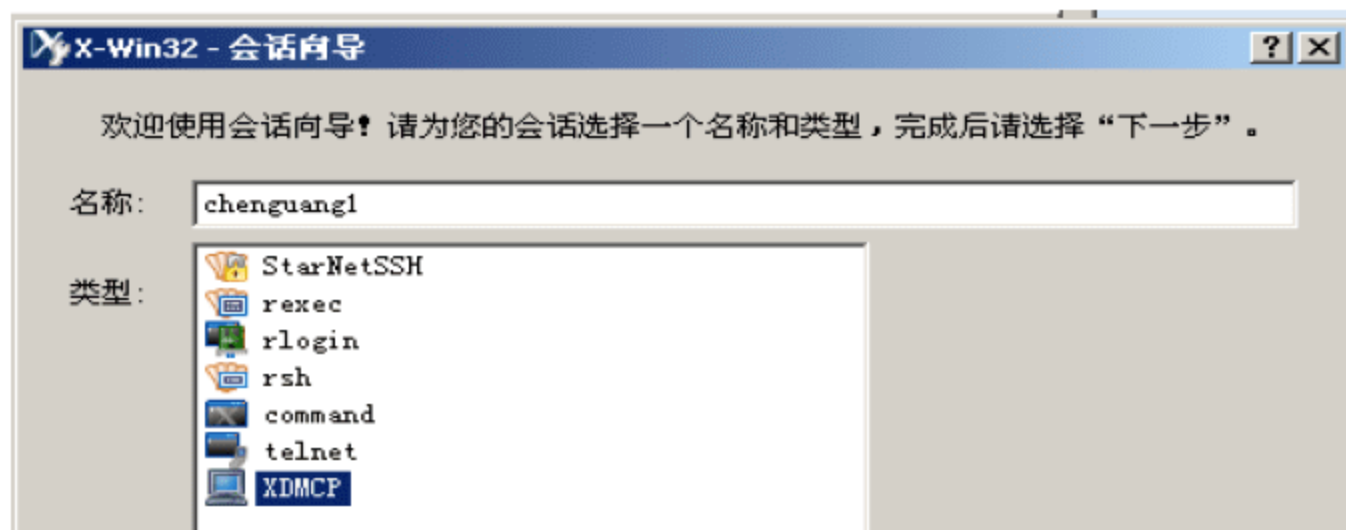 X-Win32 - 会话向导
欢迎使用会话向导！请为您的会话选择一个名称和类型，完成后请选择“下一步”。
名称:
chenguang1
类型:
StarNetSSH
rexec
rlogin
rsh
command
telnet
XDMCP